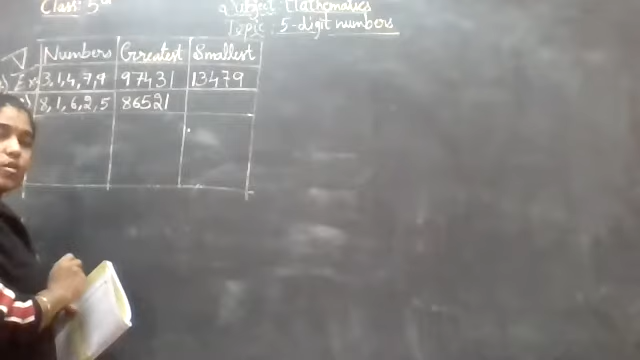 Class: 5th
Subject: Mathematics
Topic: 5-digit numbers
Numbers Greatest Smallest
Ex 3,1,4,7,9 97431 13479
8,1,6,2,5 86521